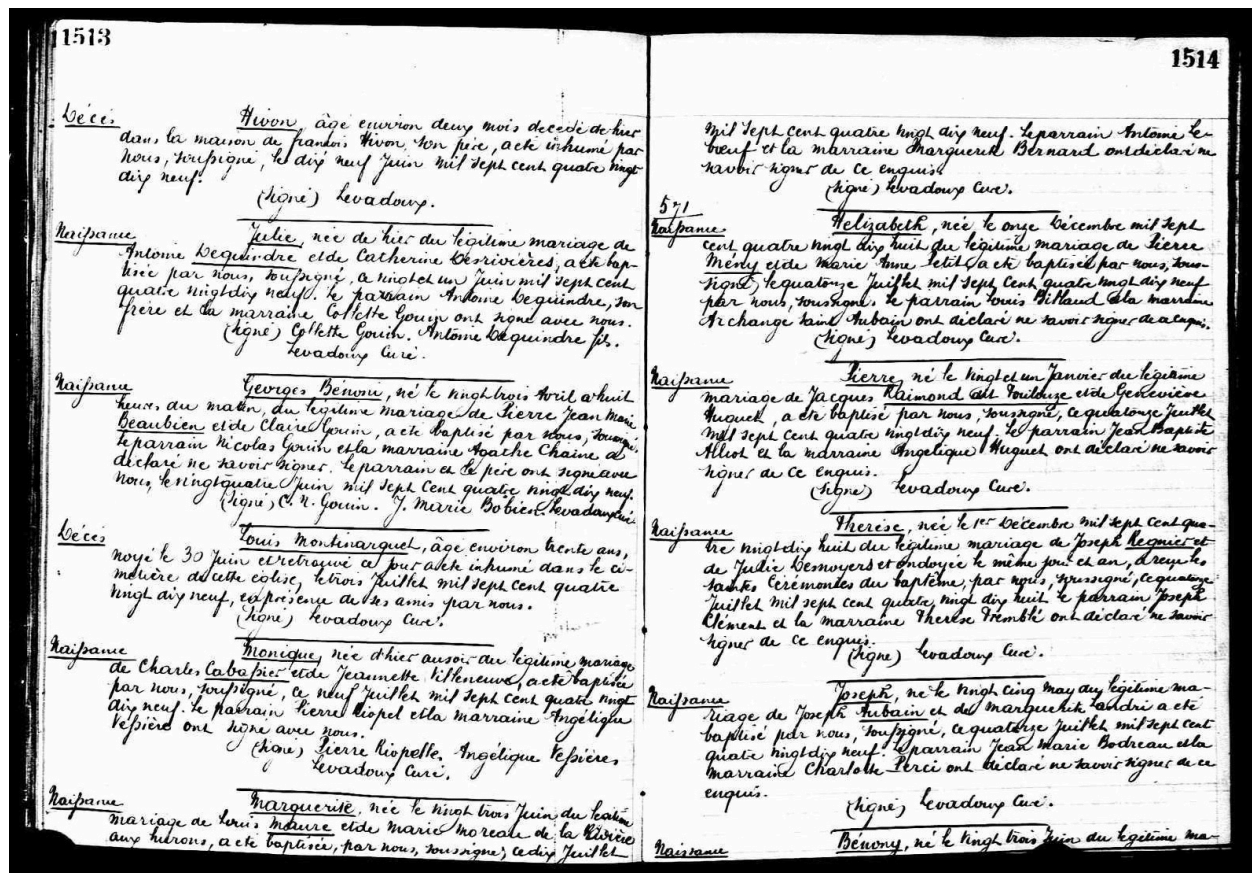 1513
Décès Hivon, âgé environ deux mois decedé de hier
dans la maison de francois Hivon, son père, a eté inhumé par
nous, soussigné, le dix neuf Juin mil sept cent quatre vingt
dix neuf.
(Signé) Levadoux.
Naissance Julie, née de hier du légitime mariage de
Antoine Dequindre et de Catherine Desrivières, a eté bap-
tisée par nous, soussigné, ce vingt et un Juin mil sept cent
quatre vingt dix neuf. Le parrain Antoine Dequindre, son
frère et la marraine Collette Gouin ont signé avec nous.
(Signé) Collette Gouin. Antoine Dequindre fils.
Levadoux Curé.
Naissance Georges Bénoni, né le vingt trois Avril a huit
heures du matin, du légitime mariage de Pierre Jean Marie
Beaubien et de Claire Gouin, a eté baptisé par nous, soussigné,
Le parrain Nicolas Gouin et la marraine Agathe Chaine a
déclaré ne savoir signer. Le parrain et le père ont signé avec
nous, le vingt quatre Juin mil sept cent quatre vingt dix neuf.
(Signé) C. N. Gouin. J. Marie Bobien. Levadoux Curé
Décès Louis Montinarquet, âgé environ trente ans,
noyé le 30 Juin et retrouvé ce jour a eté inhumé dans le ci-
metière de cette église, le trois Juillet mil sept cent quatre
vingt dix neuf, en présence de ses amis par nous.
(Signé) Levadoux Curé.
Naissance Monique, née d'hier au soir du légitime mariage
de Charles Cabassier et de Jeannette Villeneuve, a eté baptisée
par nous, soussigné, ce neuf Juillet mil sept cent quatre vingt
dix neuf. Le parrain Pierre Riopel et la marraine Angélique
Vessière ont signé avec nous.
(Signé) Pierre Riopelle. Angélique Vessières
Levadoux Curé.
Naissance Marguerite, née le vingt trois Juin du légitime
mariage de Louis Maure et de Marie Moreau de la Rivière
aux hurons, a eté baptisée, par nous, soussigné, ce dix Juillet
1514
mil sept cent quatre vingt dix neuf. Le parrain Antoine Le-
bœuf et la marraine Marguerite Bernard ont déclaré ne
savoir signer de ce enquis.
(Signé) Levadoux Curé.
571
Naissance Helizabeth, née le onze Décembre mil sept
cent quatre vingt dix huit du légitime mariage de Pierre
Mény et de Marie Anne Petit, a eté baptisée par nous, sous-
signé, le quatorze Juillet mil sept cent quatre vingt dix neuf
par nous, soussigné. Le parrain Louis Billaud et la marraine
Archange Saint Aubain ont déclaré ne savoir signer de ce enquis.
(Signé) Levadoux Curé.
Naissance Pierre, né le vingt et un Janvier du légitime
mariage de Jacques Raimond dit Toulouze et de Geneviève
Huguet, a eté baptisé par nous, soussigné, ce quatorze Juillet
mil sept cent quatre vingt dix neuf. Le parrain Jean Baptiste
Alliot et la marraine Angelique Huguet ont déclaré ne savoir
signer de ce enquis.
(Signé) Levadoux Curé.
Naissance Therèse, née le 1er Décembre mil sept cent qua-
tre vingt dix huit du légitime mariage de Joseph Regnier et
de Julie Desnoyers et ondoyée le même jour et an, a reçu les
saintes Cérémonies du baptême, par nous, soussigné, ce quatorze
Juillet mil sept cent quatre vingt dix huit le parrain Joseph
Clément et la marraine Therèse Tremblé ont déclaré ne savoir
signer de ce enquis.
(Signé) Levadoux Curé.
Naissance Joseph, né le vingt cinq May du légitime ma-
riage de Joseph Aubain et de Marguerite Landri a eté
baptisé par nous, soussigné, ce quatorze Juillet mil sept cent
quatre vingt dix neuf. Le parrain Jean Marie Bodreau et la
marraine Charlotte Perci ont déclaré ne savoir signer de ce
enquis.
(Signé) Levadoux Curé.
Naissance Bénony, né le vingt trois Juin du légitime ma-